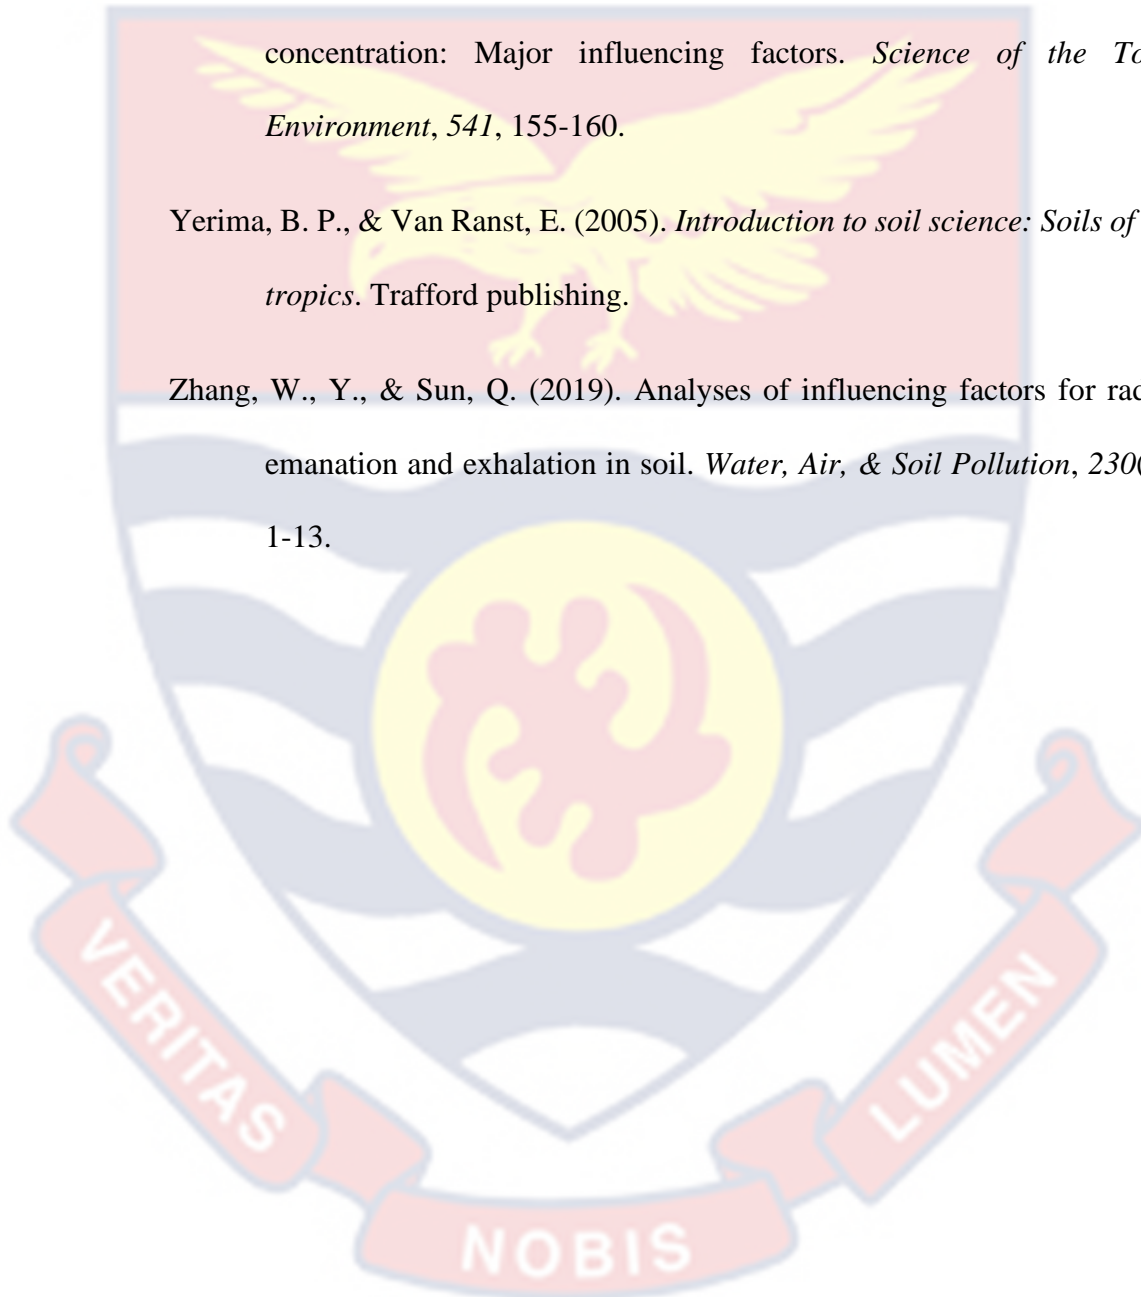 concentration: Major influencing factors. Science of the To
Environment, 541, 155-160.
Yerima, B. P., & Van Ranst, E. (2005). Introduction to soil science: Soils of
tropics. Trafford publishing.
Zhang, W., Y., & Sun, Q. (2019). Analyses of influencing factors for rac
emanation and exhalation in soil. Water, Air, & Soil Pollution, 230
1-13.
VERITAS
NOBIS
LUMEN